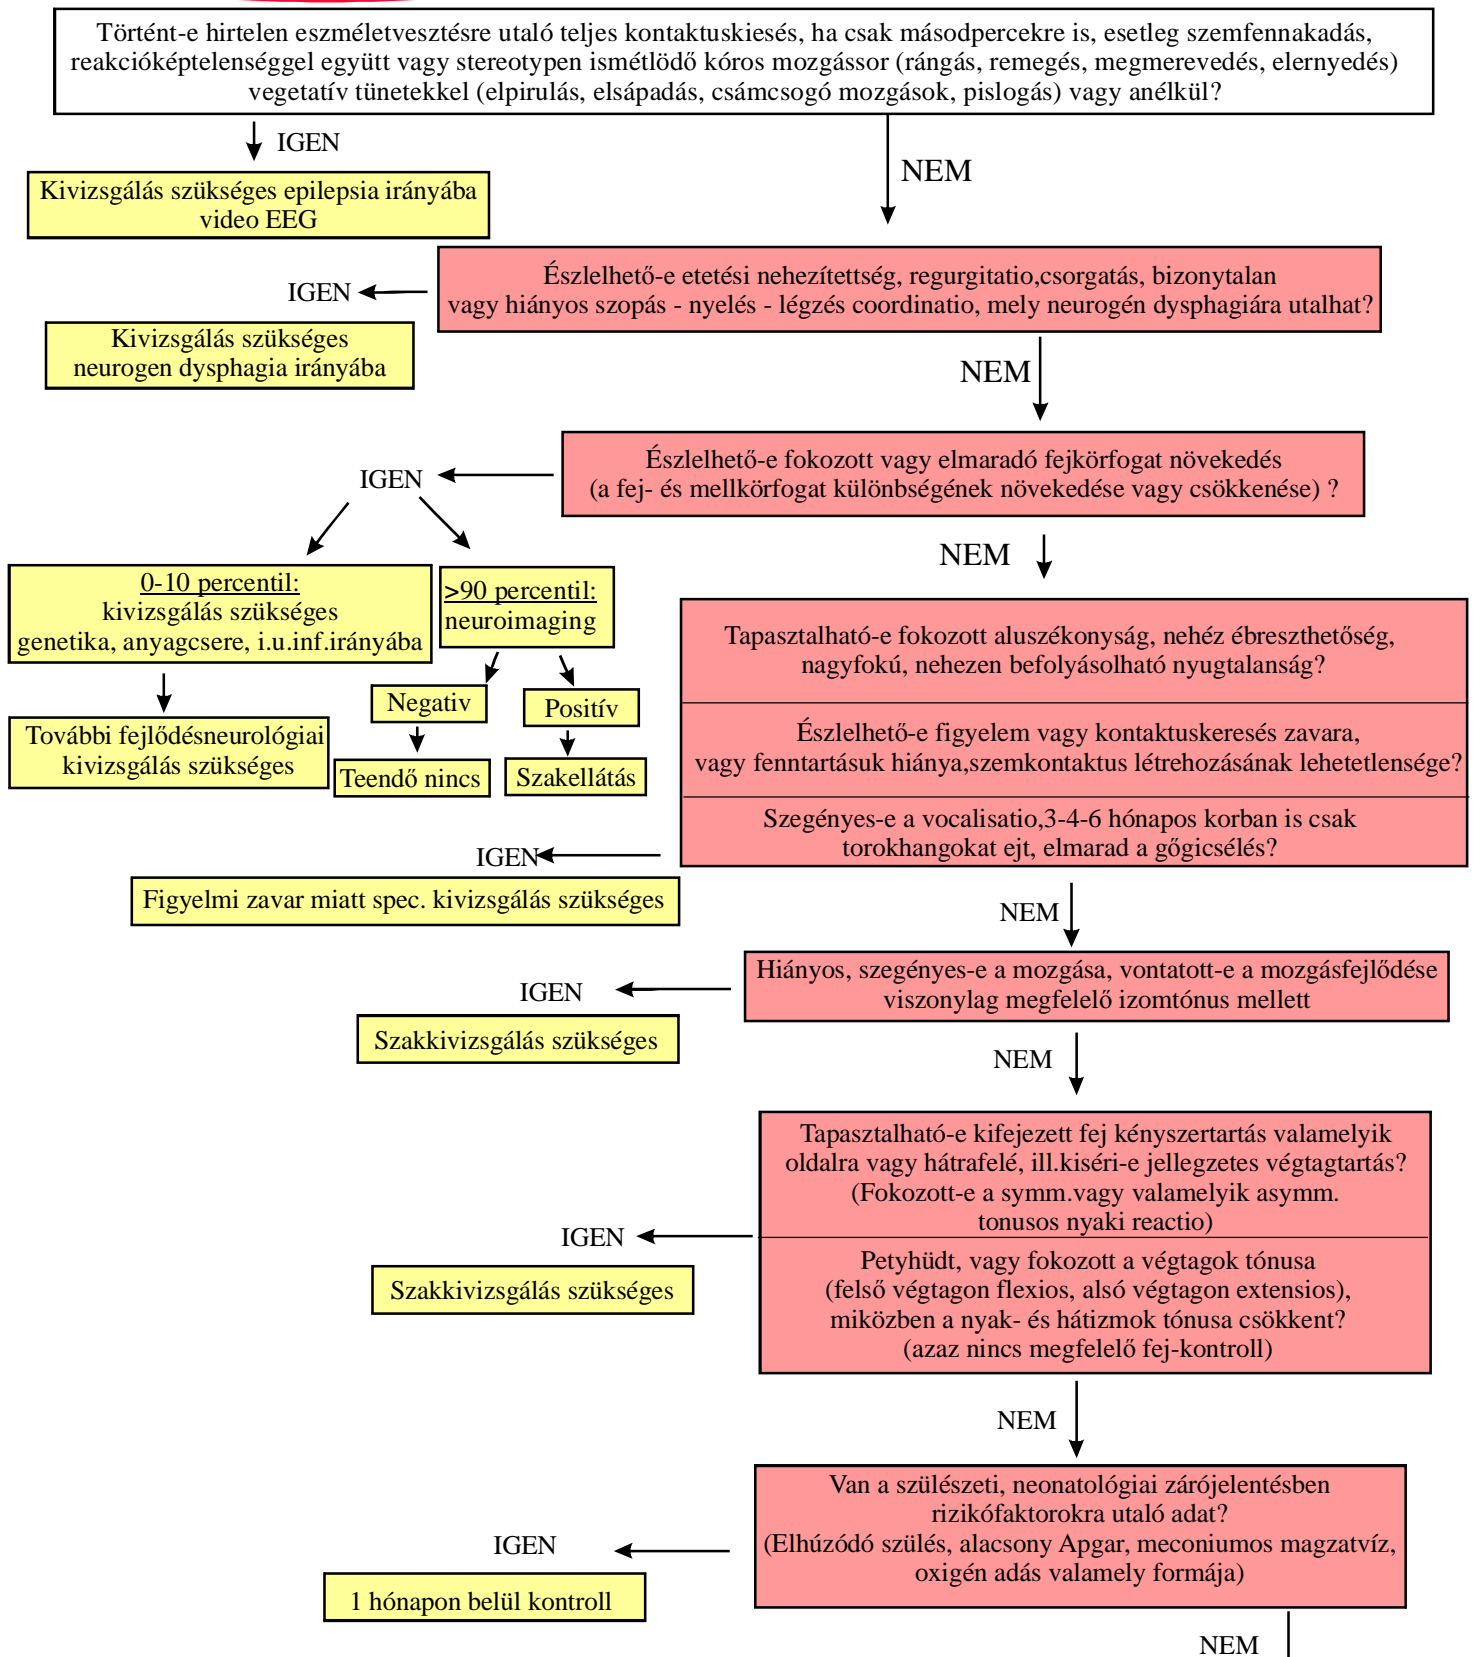 Történt-e hirtelen eszméletvesztésre utaló teljes kontaktuskiesés, ha csak másodpercekre is, esetleg szemfennakadás,
reakcióképtelenséggel együtt vagy stereotypen ismétlödő kóros mozgássor (rángás, remegés, megmerevedés, elernyedés)
vegetatív tünetekkel (elpirulás, elsápadás, csámcsogó mozgások, pislogás) vagy anélkül?
IGEN
NEM
Kivizsgálás szükséges epilepsia irányába
video EEG
Észlelhető-e etetési nehezítettség, regurgitatio,csorgatás, bizonytalan
vagy hiányos szopás - nyelés - légzés coordinatio, mely neurogén dysphagiára utalhat?
IGEN
Kivizsgálás szükséges
neurogen dysphagia irányába
NEM
Észlelhető-e fokozott vagy elmaradó fejkörfogat növekedés
(a fej- és mellkörfogat különbségének növekedése vagy csökkenése) ?
IGEN
NEM
0-10 percentil:
kivizsgálás szükséges
genetika, anyagcsere, i.u.inf.irányába
>90 percentil:
neuroimaging
Negativ
Positív
További fejlődésneurológiai
kivizsgálás szükséges
Teendő nincs
Szakellátás
Tapasztalható-e fokozott aluszékonyság, nehéz ébreszthetőség,
nagyfokú, nehezen befolyásolható nyugtalanság?
Észlelhető-e figyelem vagy kontaktuskeresés zavara,
vagy fenntartásuk hiánya,szemkontaktus létrehozásának lehetetlensége?
Szegényes-e a vocalisatio,3-4-6 hónapos korban is csak
torokhangokat ejt, elmarad a gőgicsélés?
IGEN
Figyelmi zavar miatt spec. kivizsgálás szükséges
NEM
Hiányos, szegényes-e a mozgása, vontatott-e a mozgásfejlődése
viszonylag megfelelő izomtónus mellett
IGEN
Szakkivizsgálás szükséges
NEM
Tapasztalható-e kifejezett fej kényszertartás valamelyik
oldalra vagy hátrafelé, ill.kiséri-e jellegzetes végtagtartás?
(Fokozott-e a symm.vagy valamelyik asymm.
tonusos nyaki reactio)
Petyhüdt, vagy fokozott a végtagok tónusa
(felső végtagon flexios, alsó végtagon extensios),
miközben a nyak- és hátizmok tónusa csökkent?
(azaz nincs megfelelő fej-kontroll)
IGEN
Szakkivizsgálás szükséges
NEM
Van a szülészeti, neonatológiai zárójelentésben
rizikófaktorokra utaló adat?
(Elhúzódó szülés, alacsony Apgar, meconiumos magzatvíz,
oxigén adás valamely formája)
IGEN
1 hónapon belül kontroll
NEM